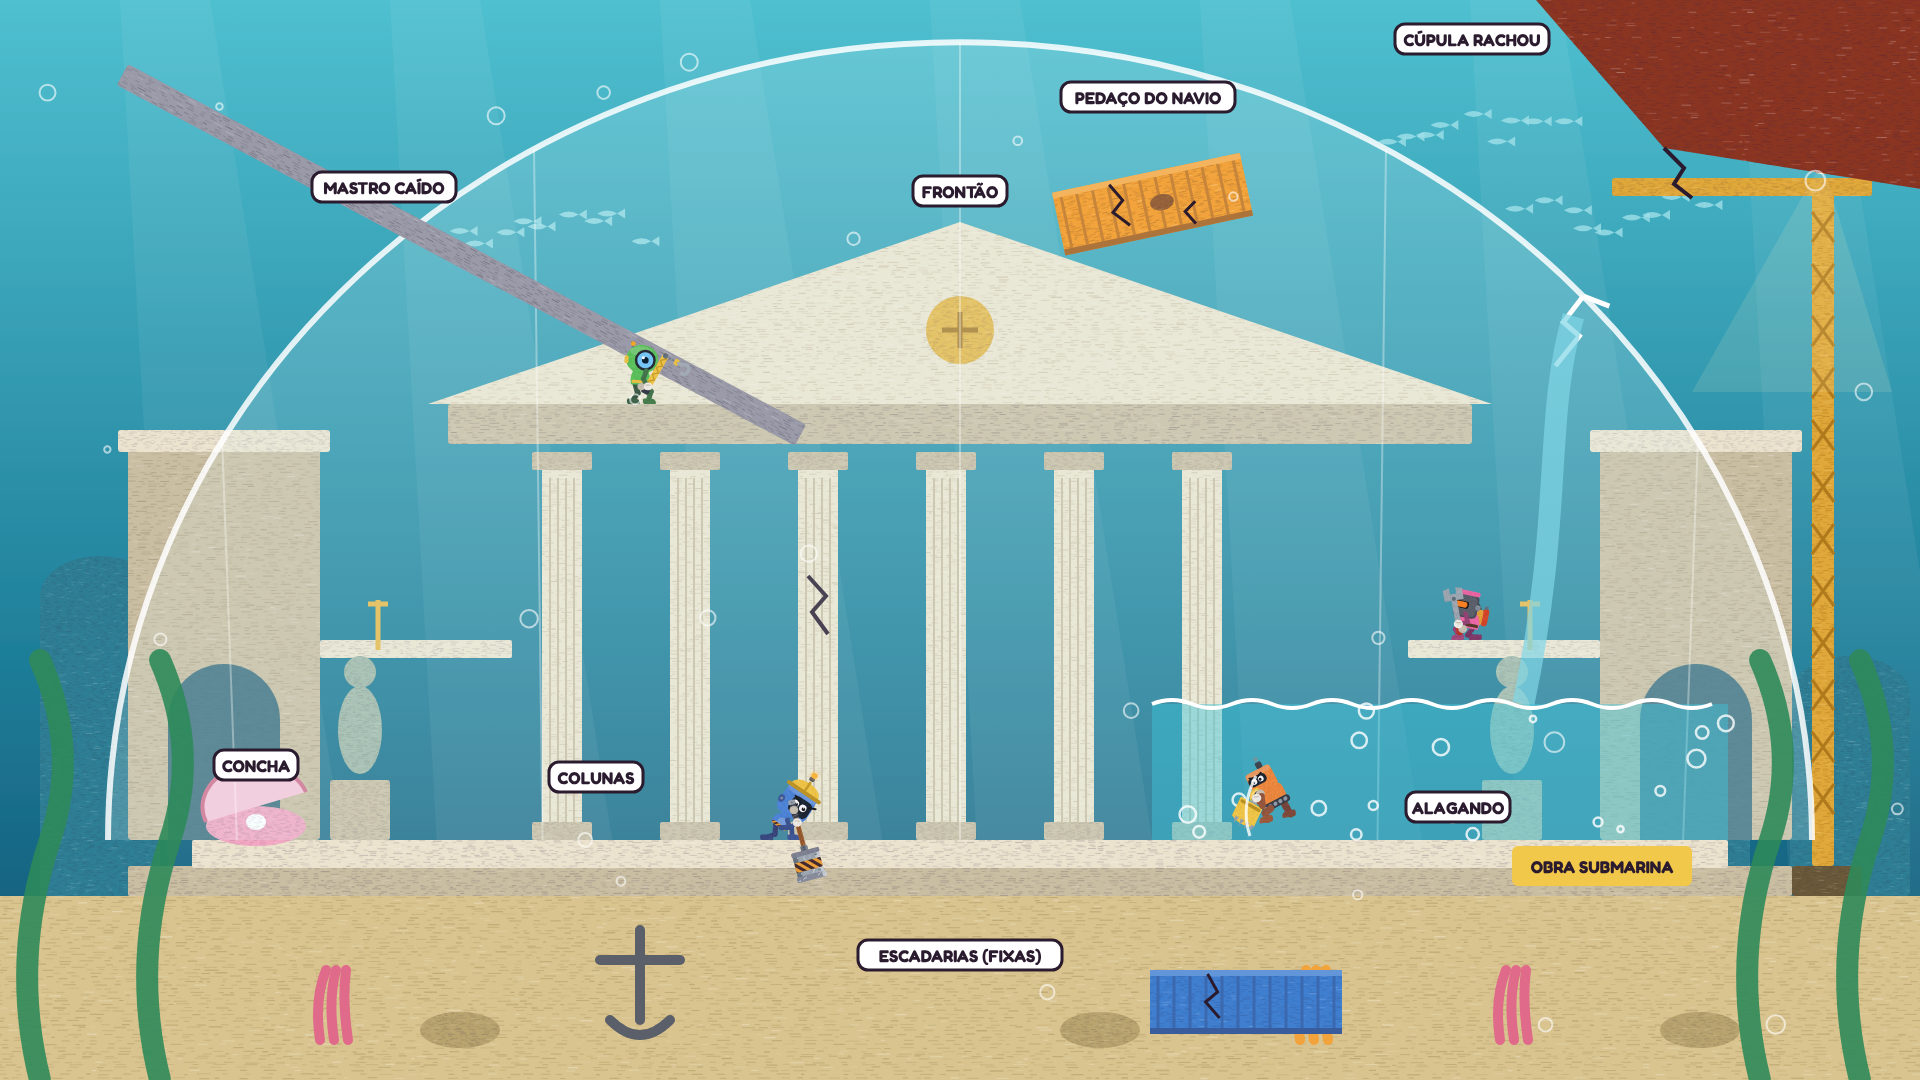 CÚPULA RACHOU
PEDAÇO DO NAVIO
MASTRO CAÍDO
FRONTÃO
CONCHA
COLUNAS
ALAGANDO
OBRA SUBMARINA
ESCADARIAS (FIXAS)